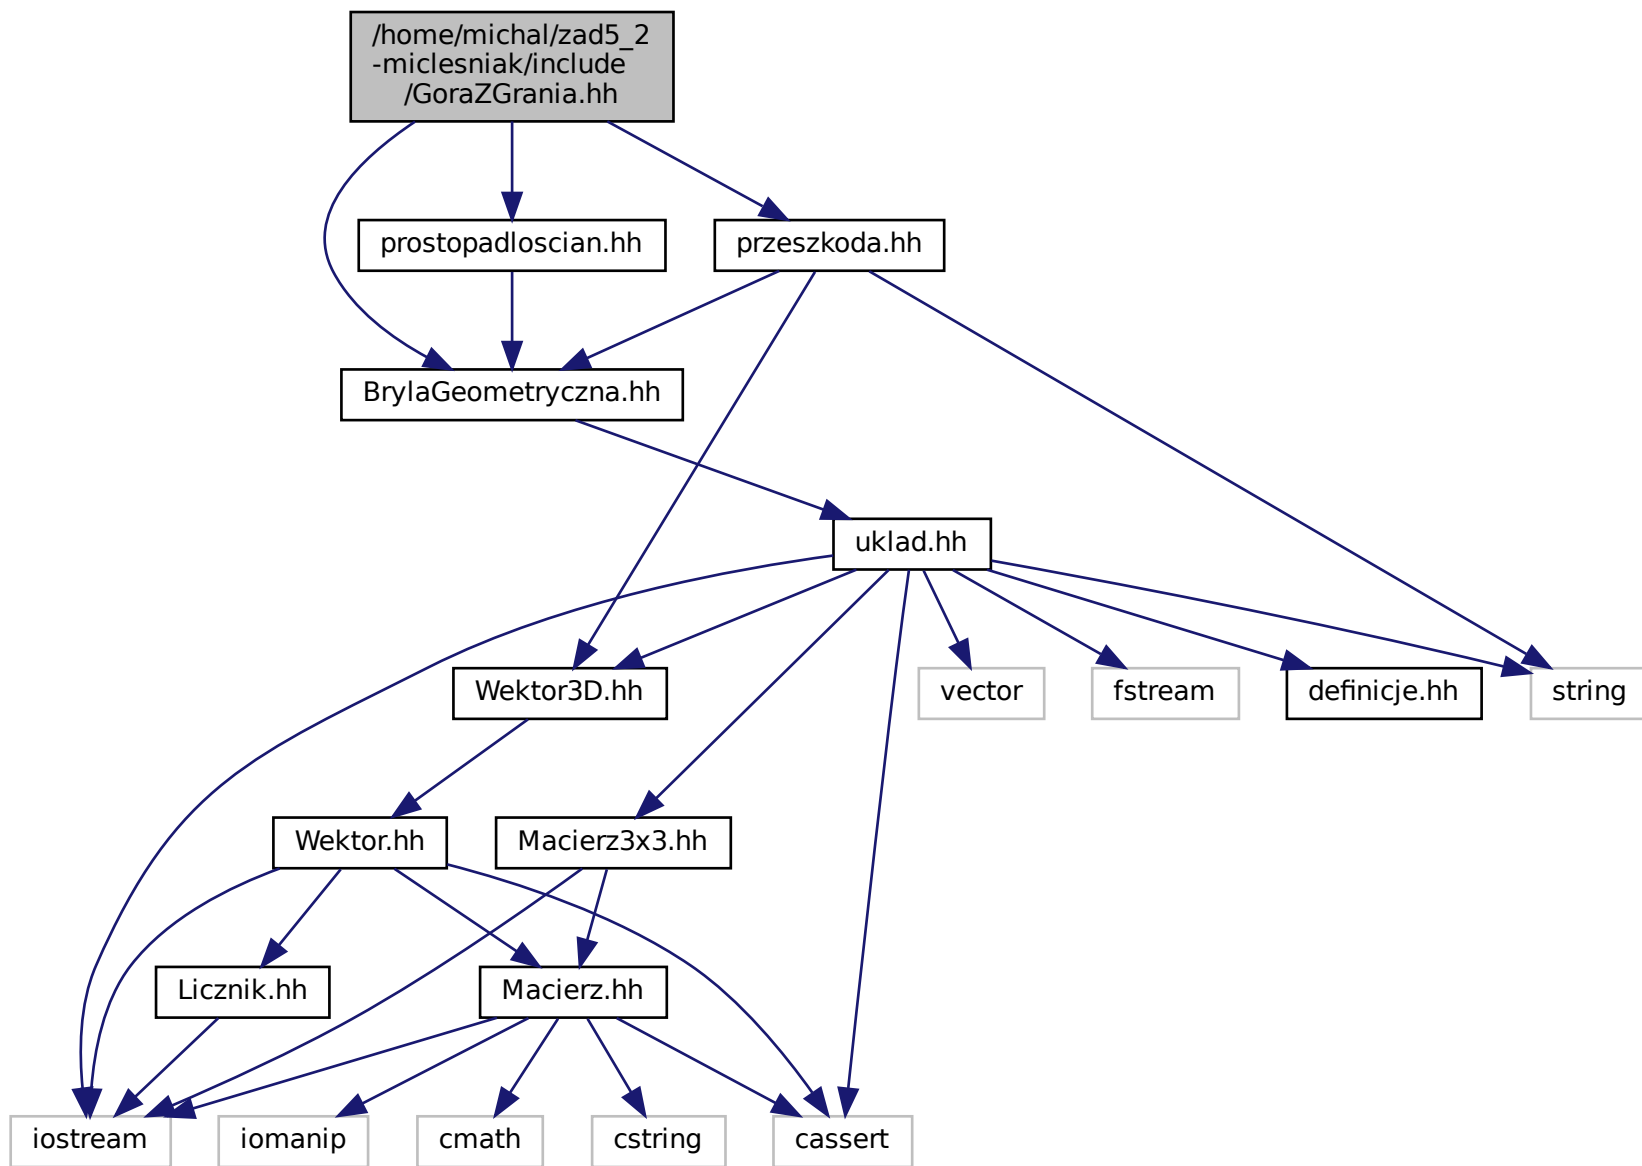 /home/michal/zad5_2
-miclesniak/include
/GoraZGrania.hh
prostopadloscian.hh
przeszkoda.hh
BrylaGeometryczna.hh
uklad.hh
Wektor3D.hh
vector
fstream
definicje.hh
string
Wektor.hh
Macierz3x3.hh
Licznik.hh
Macierz.hh
iostream
iomanip
cmath
cstring
cassert